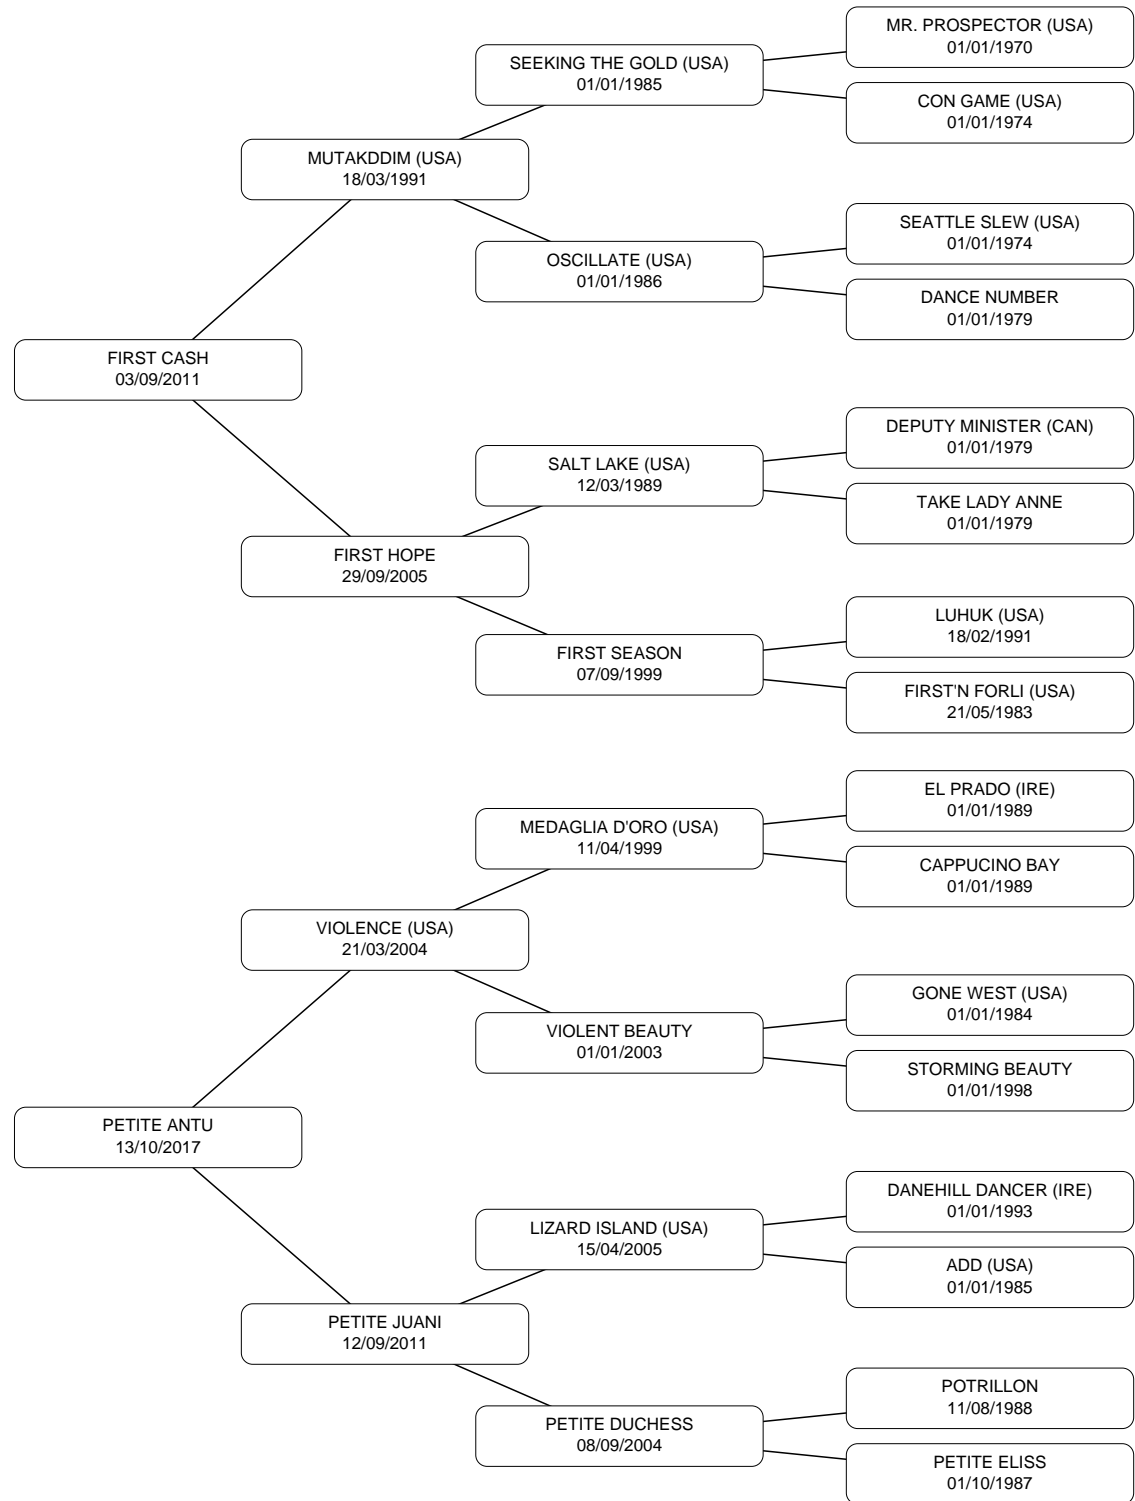 MR. PROSPECTOR (USA)
01/01/1970
SEEKING THE GOLD (USA)
01/01/1985
CON GAME (USA)
01/01/1974
MUTAKDDIM (USA)
18/03/1991
SEATTLE SLEW (USA)
01/01/1974
OSCILLATE (USA)
01/01/1986
DANCE NUMBER
01/01/1979
FIRST CASH
03/09/2011
DEPUTY MINISTER (CAN)
01/01/1979
SALT LAKE (USA)
12/03/1989
TAKE LADY ANNE
01/01/1979
FIRST HOPE
29/09/2005
LUHUK (USA)
18/02/1991
FIRST SEASON
07/09/1999
FIRST'N FORLI (USA)
21/05/1983
EL PRADO (IRE)
01/01/1989
MEDAGLIA D'ORO (USA)
11/04/1999
CAPPUCINO BAY
01/01/1989
VIOLENCE (USA)
21/03/2004
GONE WEST (USA)
01/01/1984
VIOLENT BEAUTY
01/01/2003
STORMING BEAUTY
01/01/1998
PETITE ANTU
13/10/2017
DANEHILL DANCER (IRE)
01/01/1993
LIZARD ISLAND (USA)
15/04/2005
ADD (USA)
01/01/1985
PETITE JUANI
12/09/2011
POTRILLON
11/08/1988
PETITE DUCHESS
08/09/2004
PETITE ELISS
01/10/1987